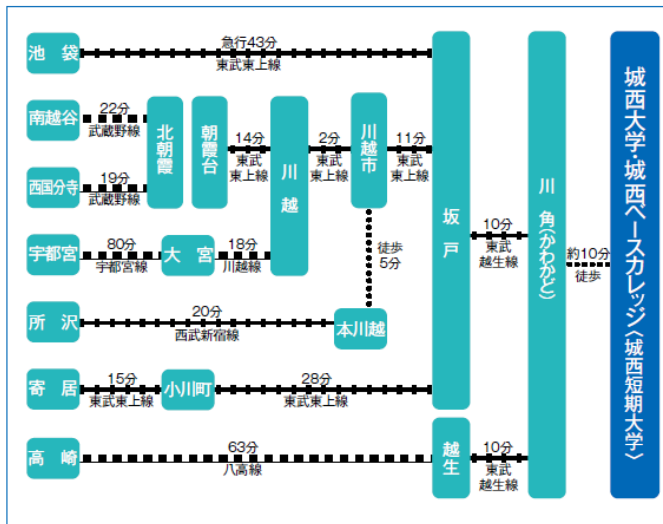 池袋
急行43分
東武東上線
南越谷
22分
武蔵野線
北朝霞
朝霞台
14分
東武
東上線
川越
2分
東武
東上線
川越市
11分
東武
東上線
西国分寺
19分
武蔵野線
宇都宮
80分
宇都宮線
大宮
18分
川越線
徒歩
5分
所沢
20分
西武新宿線
本川越
寄居
15分
東武東上線
小川町
28分
東武東上線
坂戸
10分
東武
越生線
高崎
63分
八高線
越生
10分
東武
越生線
川角(かわかど)
約10分
徒歩
城西大学・城西ベースカレッジ〈城西短期大学〉